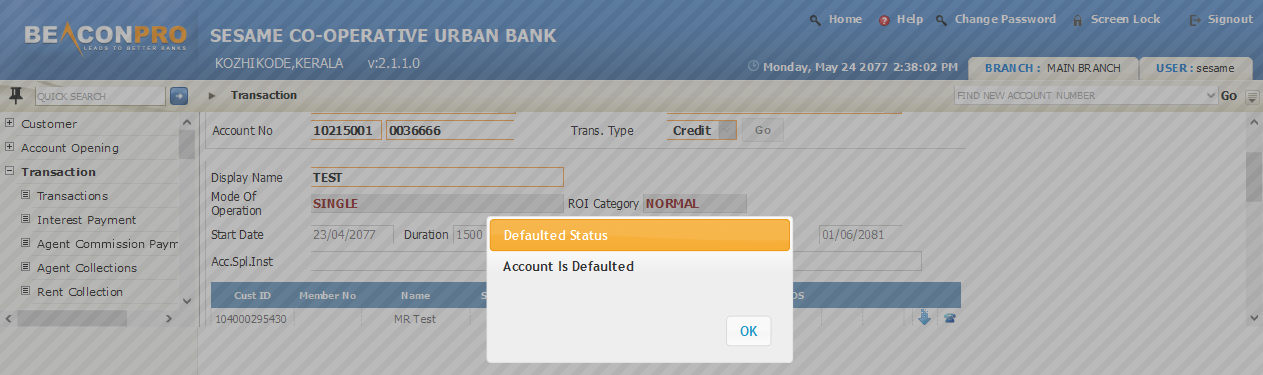 BEACONPRO
LEADS TO BETTER BANKS
SESAME CO-OPERATIVE URBAN BANK
KOZHIKODE,KERALA v:2.1.1.0
Home Help Change Password Screen Lock Signout
Monday, May 24 2077 2:38:02 PM BRANCH : MAIN BRANCH USER : sesame
QUICK SEARCH Transaction FIND NEW ACCOUNT NUMBER Go
Customer
Account Opening
Transaction
Transactions
Interest Payment
Agent Commission Paym
Agent Collections
Rent Collection
Account No 10215001 0036666 Trans. Type Credit Go
Display Name TEST
Mode Of Operation SINGLE ROI Category NORMAL
Start Date 23/04/2077 Duration 1500 01/06/2081
Acc.Spl.Inst
Cust ID Member No Name S OS
104000295430 MR Test
Defaulted Status
Account Is Defaulted
OK